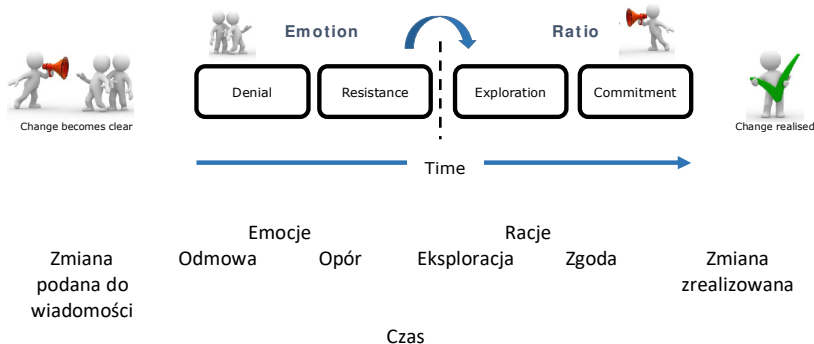 Emotion Ratio
Denial Resistance Exploration Commitment
Change becomes clear Change realised
Time
Emocje Racje
Zmiana Odmowa Opór Eksploracja Zgoda Zmiana
podana do zrealizowana
wiadomości
Czas